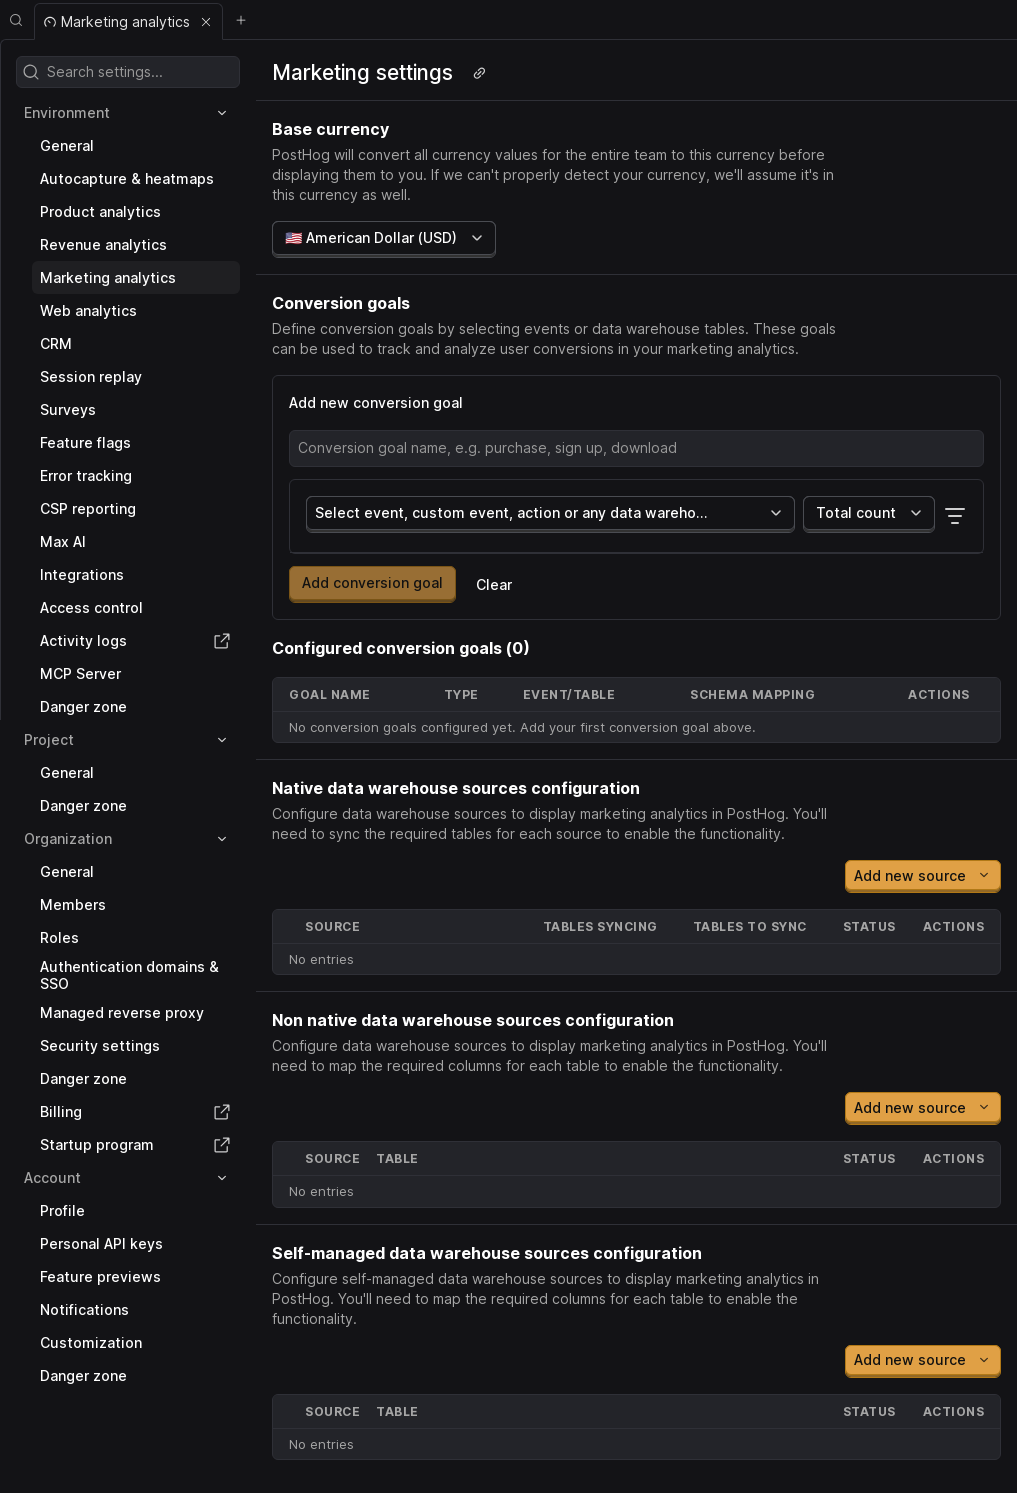 Marketing analytics
Search settings...
Environment
General
Autocapture & heatmaps
Product analytics
Revenue analytics
Marketing analytics
Web analytics
CRM
Session replay
Surveys
Feature flags
Error tracking
CSP reporting
Max AI
Integrations
Access control
Activity logs
MCP Server
Danger zone
Project
General
Danger zone
Organization
General
Members
Roles
Authentication domains &
SSO
Managed reverse proxy
Security settings
Danger zone
Billing
Startup program
Account
Profile
Personal API keys
Feature previews
Notifications
Customization
Danger zone
Marketing settings
Base currency
PostHog will convert all currency values for the entire team to this currency before
displaying them to you. If we can't properly detect your currency, we'll assume it's in
this currency as well.
🇺🇸 American Dollar (USD)
Conversion goals
Define conversion goals by selecting events or data warehouse tables. These goals
can be used to track and analyze user conversions in your marketing analytics.
Add new conversion goal
Conversion goal name, e.g. purchase, sign up, download
Select event, custom event, action or any data wareho... Total count
Add conversion goal Clear
Configured conversion goals (0)
GOAL NAME TYPE EVENT/TABLE SCHEMA MAPPING ACTIONS
No conversion goals configured yet. Add your first conversion goal above.
Native data warehouse sources configuration
Configure data warehouse sources to display marketing analytics in PostHog. You'll
need to sync the required tables for each source to enable the functionality.
Add new source
SOURCE TABLES SYNCING TABLES TO SYNC STATUS ACTIONS
No entries
Non native data warehouse sources configuration
Configure data warehouse sources to display marketing analytics in PostHog. You'll
need to map the required columns for each table to enable the functionality.
Add new source
SOURCE TABLE STATUS ACTIONS
No entries
Self-managed data warehouse sources configuration
Configure self-managed data warehouse sources to display marketing analytics in
PostHog. You'll need to map the required columns for each table to enable the
functionality.
Add new source
SOURCE TABLE STATUS ACTIONS
No entries